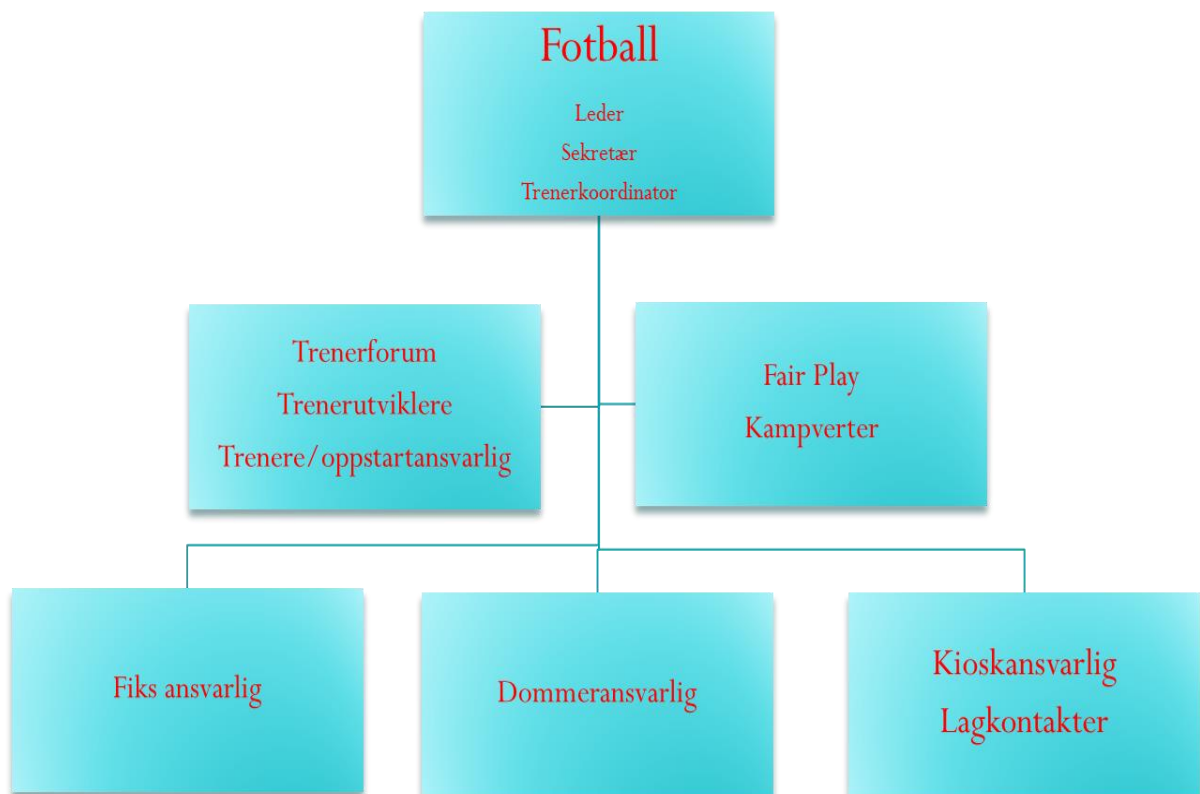 Fotball
Leder
Sekretær
Trenerkoordinator
Trenerforum
Trenerutviklere
Trenere/oppstartansvarlig
Fair Play
Kampverter
Fiks ansvarlig
Dommeransvarlig
Kioskansvarlig
Lagkontakter